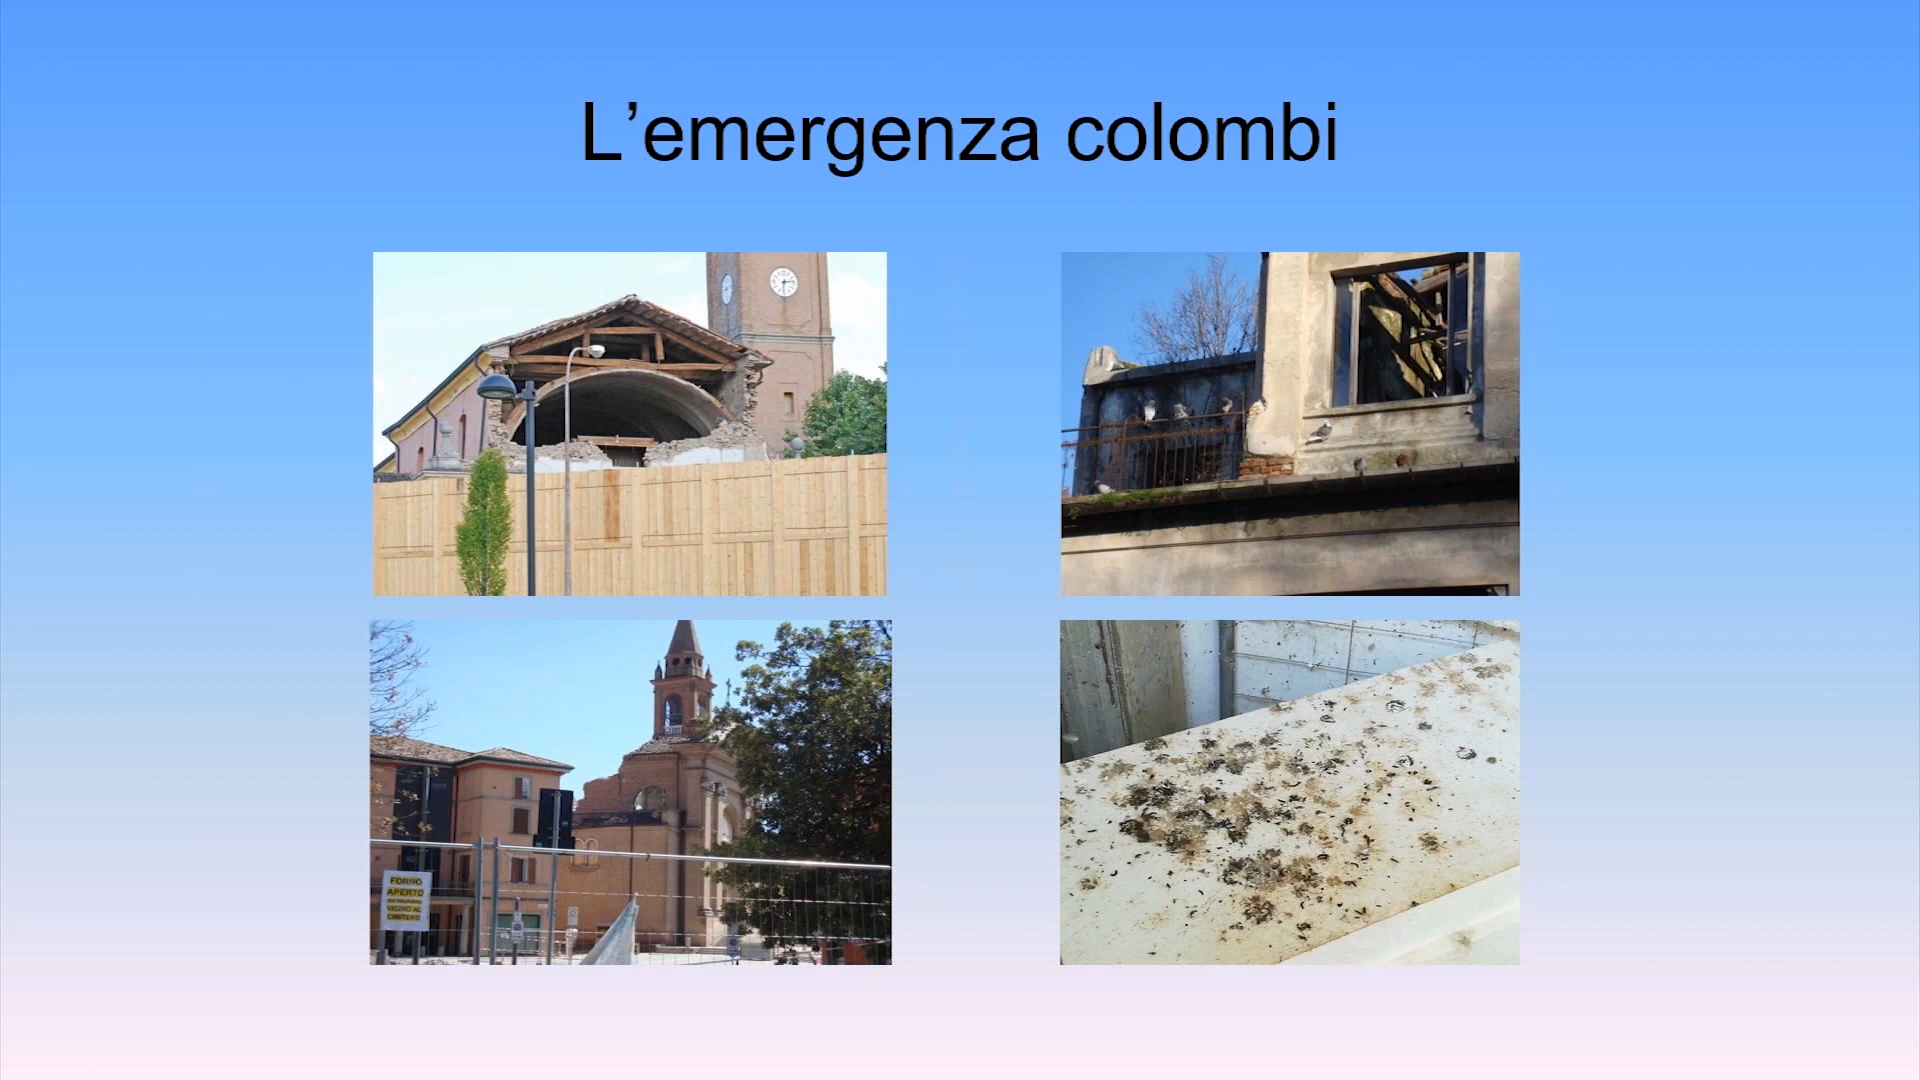 L’emergenza colombi
FORNO
APERTO
VICINO AL
CIMITERO